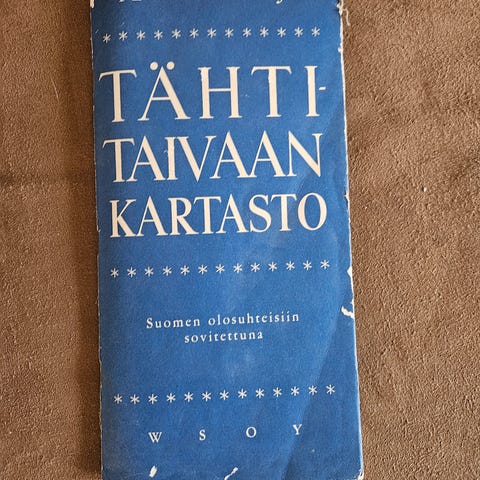 * * * * * * * * * * * * *
TÄHTI-
TAIVAAN
KARTASTO
* * * * * * * * * * * * *
Suomen olosuhteisiin
sovitettuna
* * * * * * * * * * * * *
W S O Y